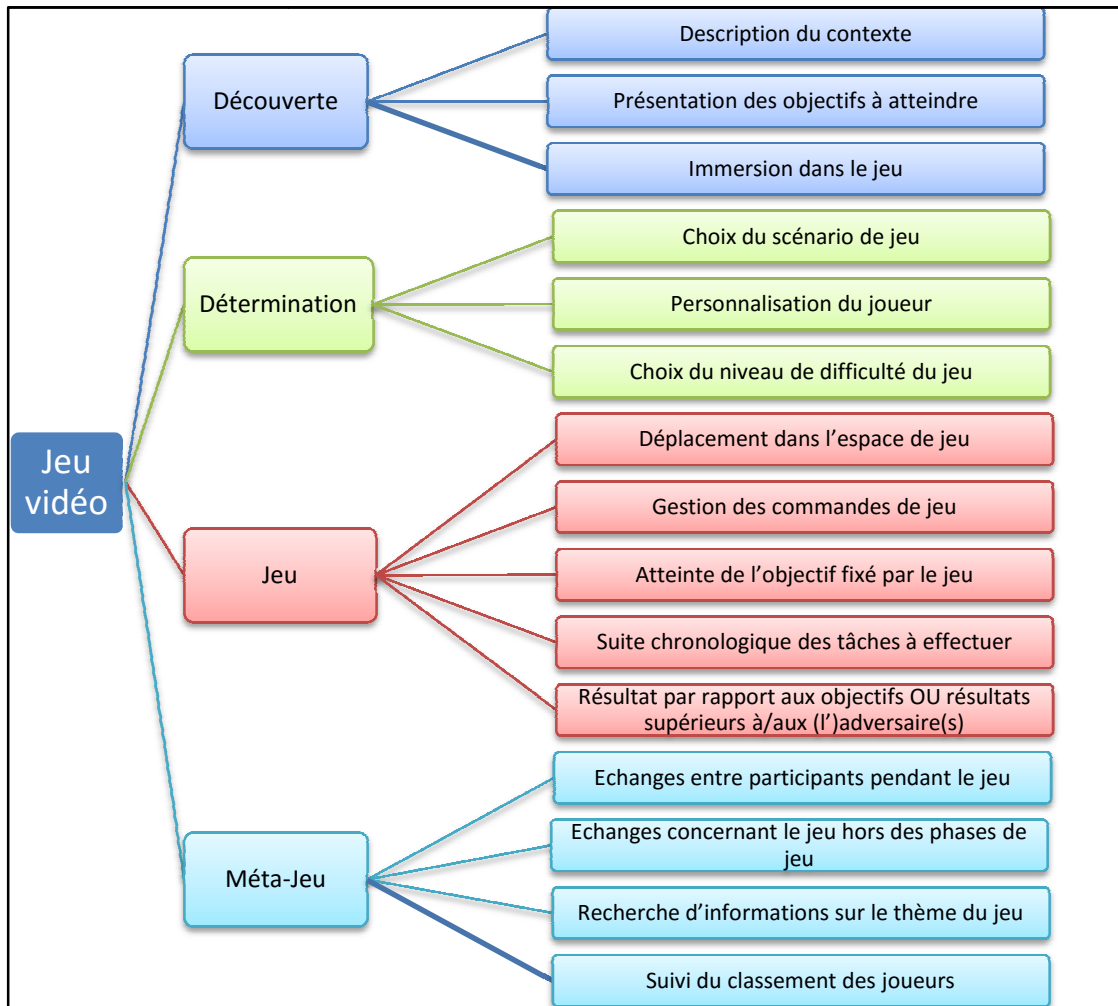 Jeu
vidéo
Découverte
Description du contexte
Présentation des objectifs à atteindre
Immersion dans le jeu
Détermination
Choix du scénario de jeu
Personnalisation du joueur
Choix du niveau de difficulté du jeu
Jeu
Déplacement dans l’espace de jeu
Gestion des commandes de jeu
Atteinte de l’objectif fixé par le jeu
Suite chronologique des tâches à effectuer
Résultat par rapport aux objectifs OU résultats
supérieurs à/aux (l’)adversaire(s)
Méta-Jeu
Echanges entre participants pendant le jeu
Echanges concernant le jeu hors des phases de
jeu
Recherche d’informations sur le thème du jeu
Suivi du classement des joueurs